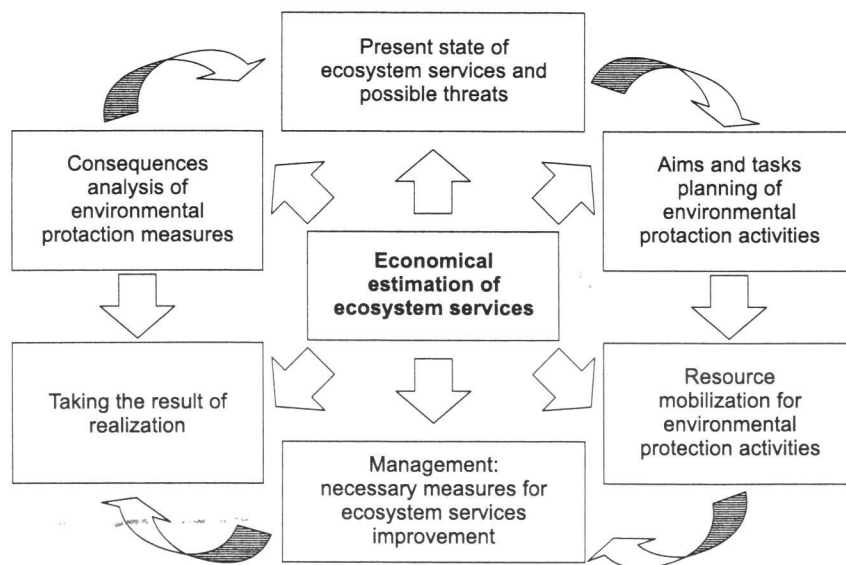 Present state of
ecosystem services and
possible threats
Consequences
analysis of
environmental
protaction measures
Aims and tasks
planning of
environmental
protaction activities
Economical
estimation of
ecosystem services
Taking the result of
realization
Resource
mobilization for
environmental
protection activities
Management:
necessary measures for
ecosystem services
improvement